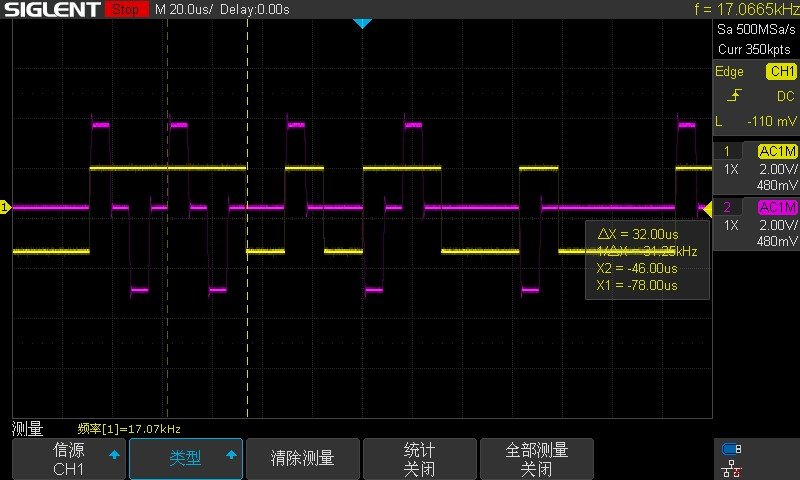 SIGLENT Stop M 20.0us/ Delay:0.00s f = 17.0665kHz
Sa 500MSa/s
Curr 350kpts
Edge CH1
DC
L -110 mV
1 AC1M
1X 2.00V/
480mV
2 AC1M
1X 2.00V/
480mV
1
△X = 32.00us
1/△X = 31.25kHz
X2 = -46.00us
X1 = -78.00us
测量 频率[1]=17.07kHz
信源
CH1
类型
清除测量
统计
关闭
全部测量
关闭